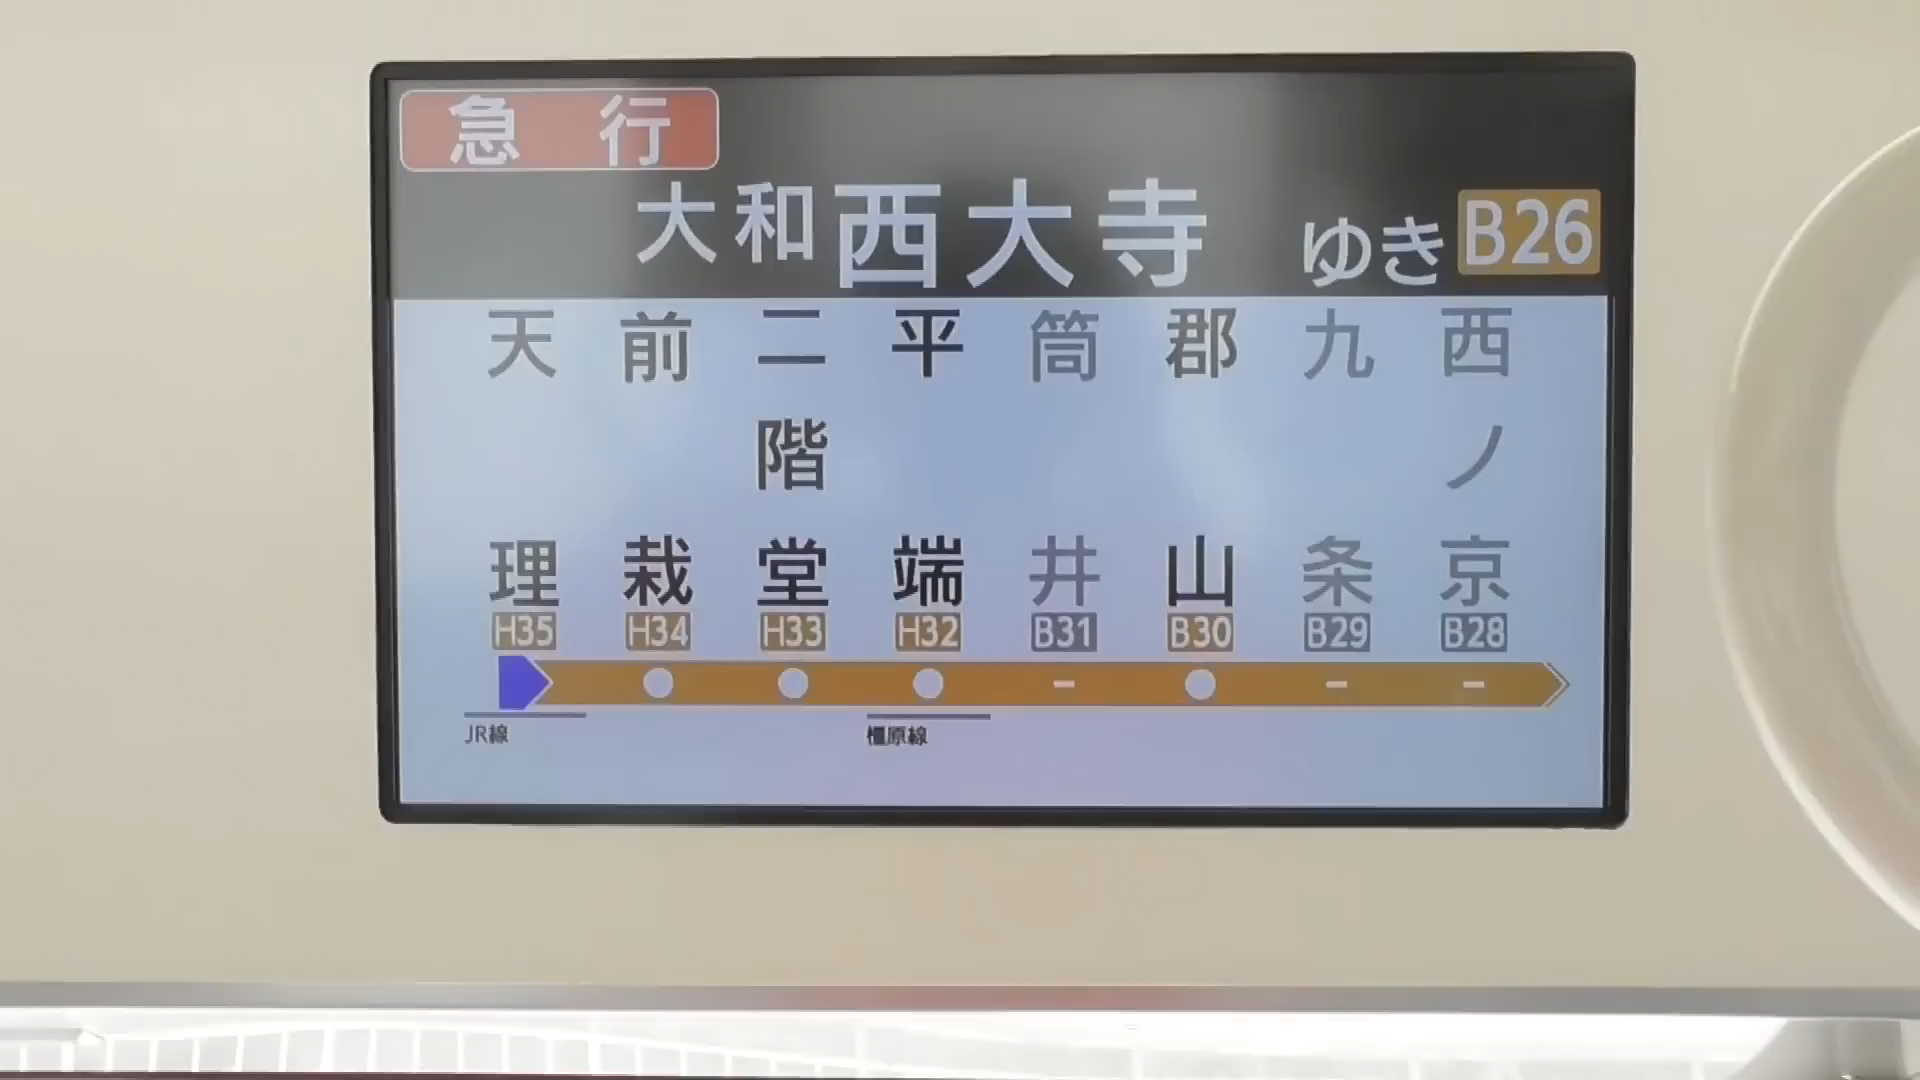 急 行
大和西大寺 ゆき B26
天理 前栽 二階堂 平端 筒井 郡山 九条 西ノ京
H35 H34 H33 H32 B31 B30 B29 B28
JR線 橿原線